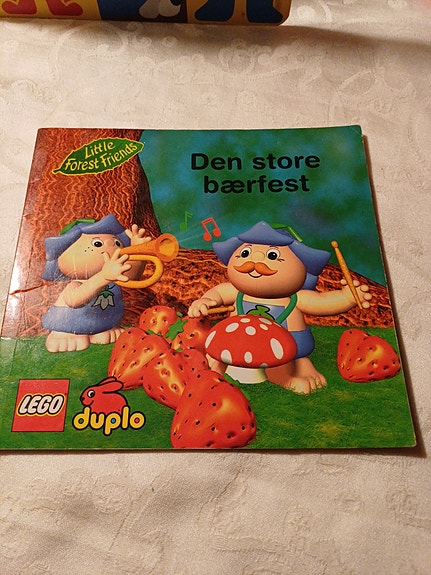 Little
Forest Friends
Den store
bærfest
LEGO
duplo